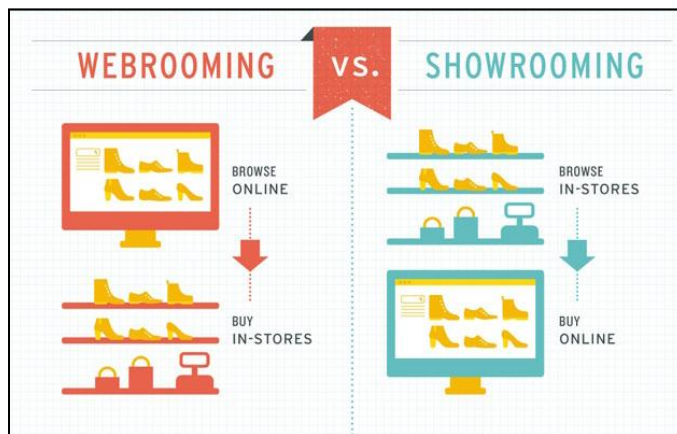 WEBROOMING
VS.
SHOWROOMING
BROWSE
ONLINE
BUY
IN-STORES
BROWSE
IN-STORES
BUY
ONLINE